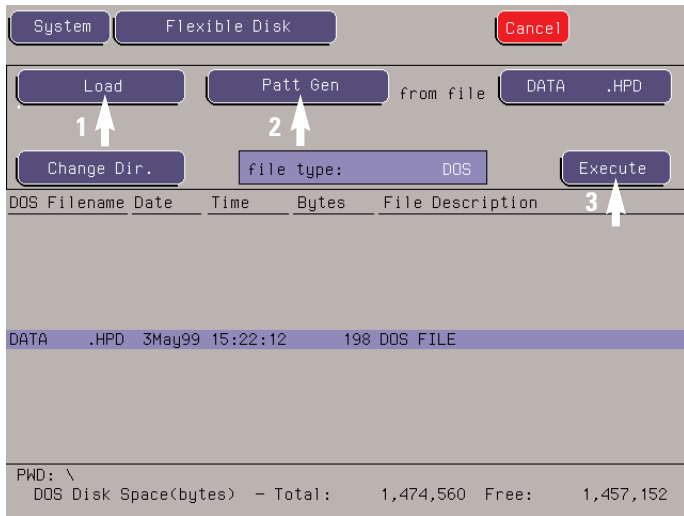 System Flexible Disk Cancel
Load Patt Gen from file DATA .HPD
1 2
Change Dir. file type: DOS Execute
3
DOS Filename Date Time Bytes File Description
DATA .HPD 3May99 15:22:12 198 DOS FILE
PWD: \
DOS Disk Space(bytes) - Total: 1,474,560 Free: 1,457,152